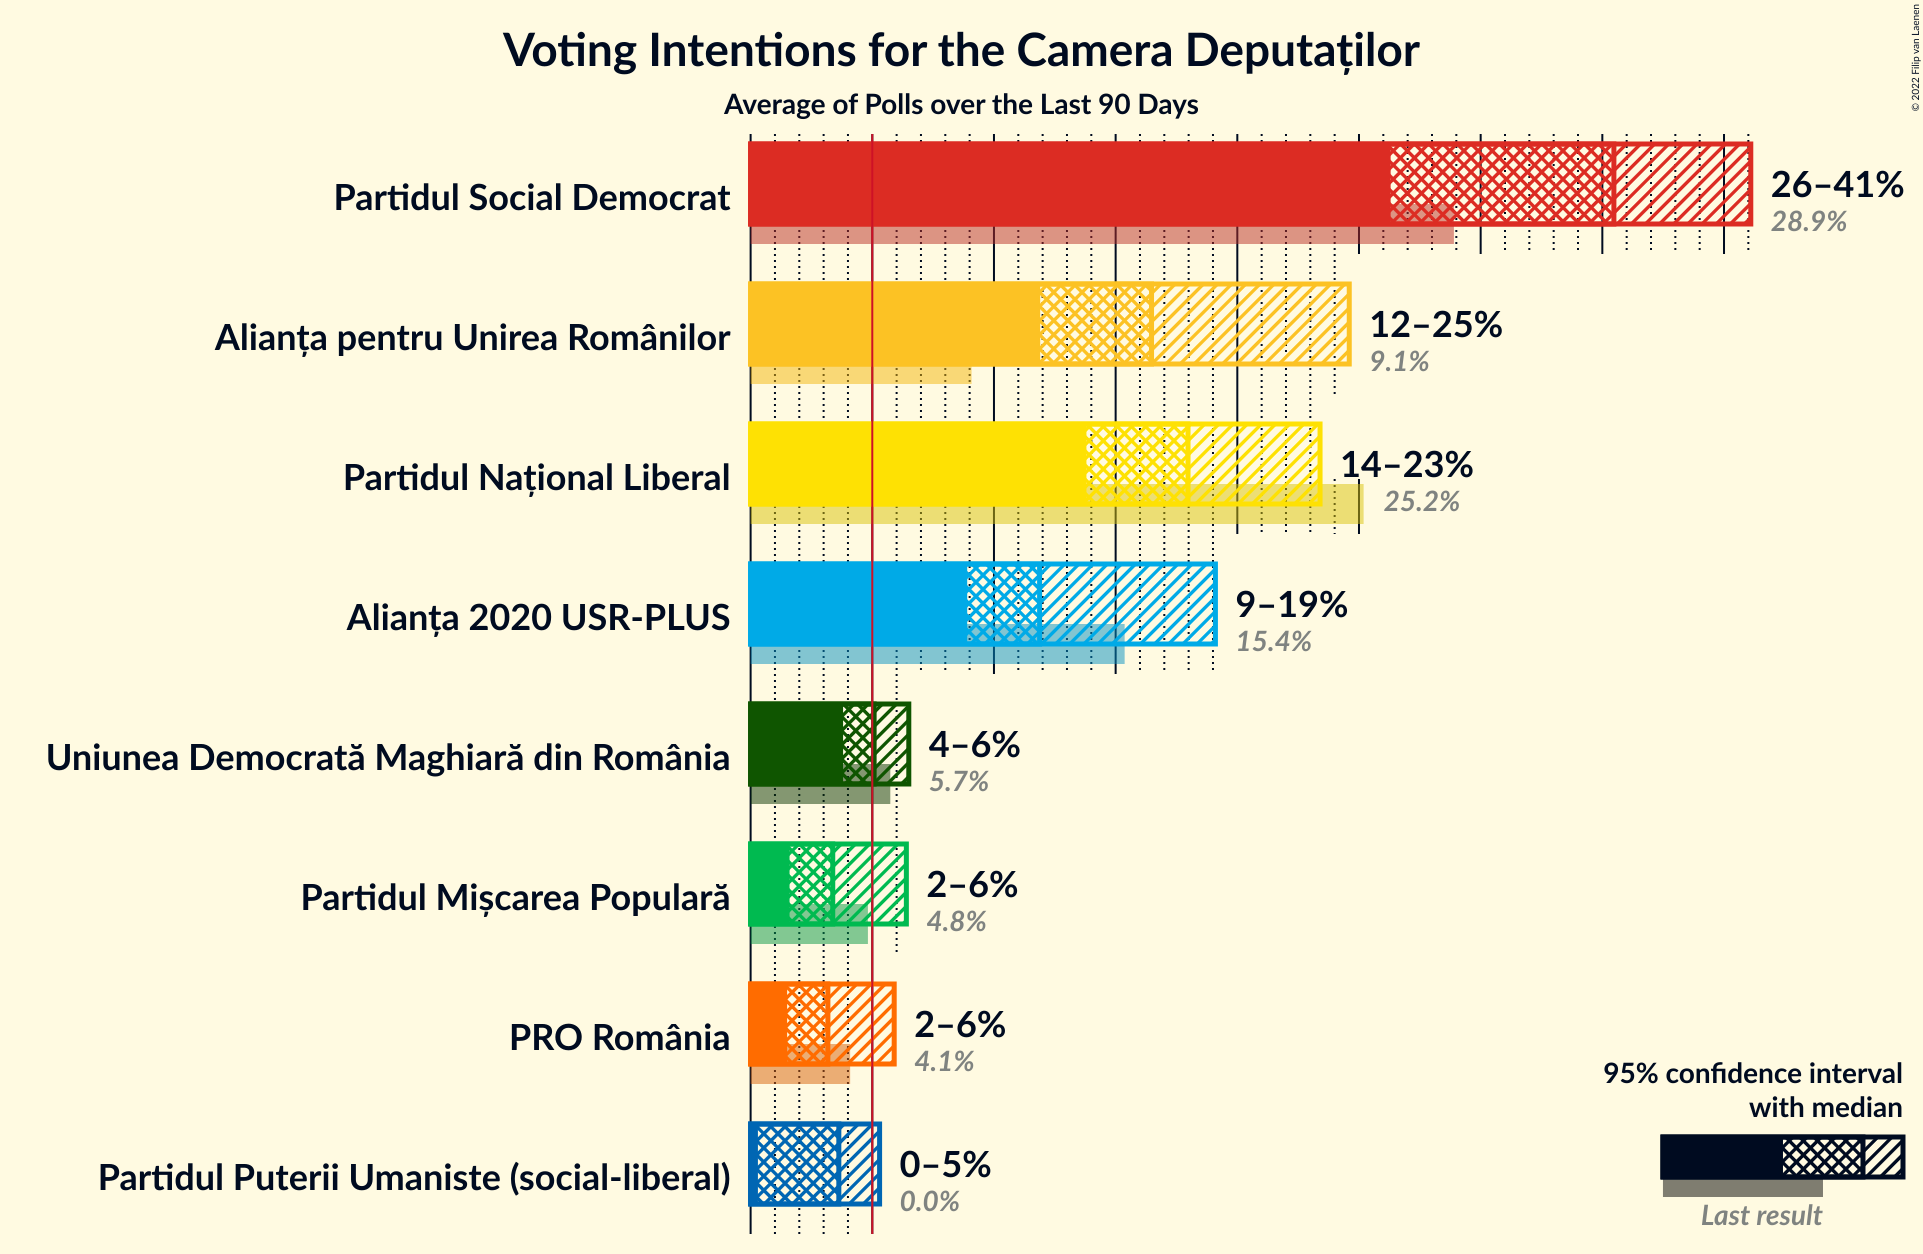 Voting Intentions for the Camera Deputaților
Average of Polls over the Last 90 Days
© 2022 Filip van Laenen
Partidul Social Democrat
26–41%
28.9%
Alianța pentru Unirea Românilor
12–25%
9.1%
Partidul Național Liberal
14–23%
25.2%
Alianța 2020 USR-PLUS
9–19%
15.4%
Uniunea Democrată Maghiară din România
4–6%
5.7%
Partidul Mișcarea Populară
2–6%
4.8%
PRO România
2–6%
4.1%
Partidul Puterii Umaniste (social-liberal)
0–5%
0.0%
95% confidence interval
with median
Last result